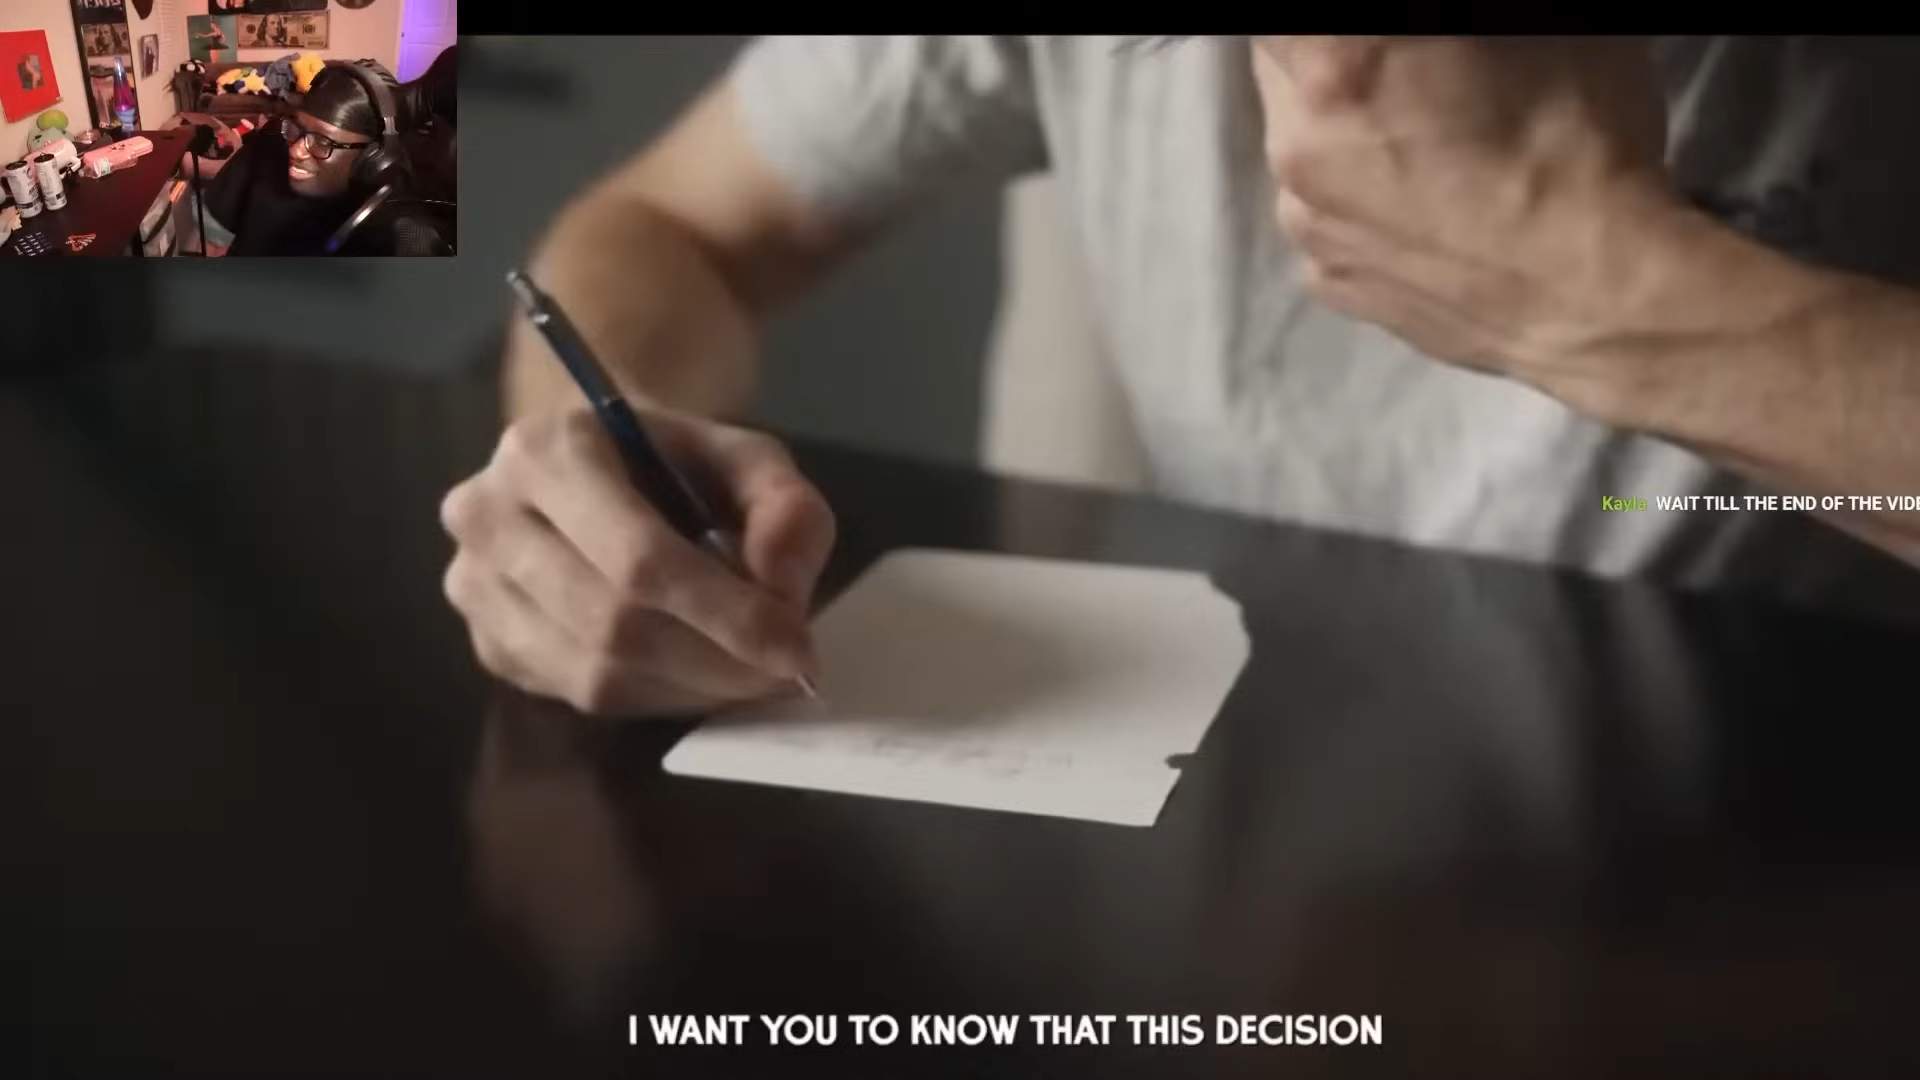 Kayla WAIT TILL THE END OF THE VIDE
I WANT YOU TO KNOW THAT THIS DECISION